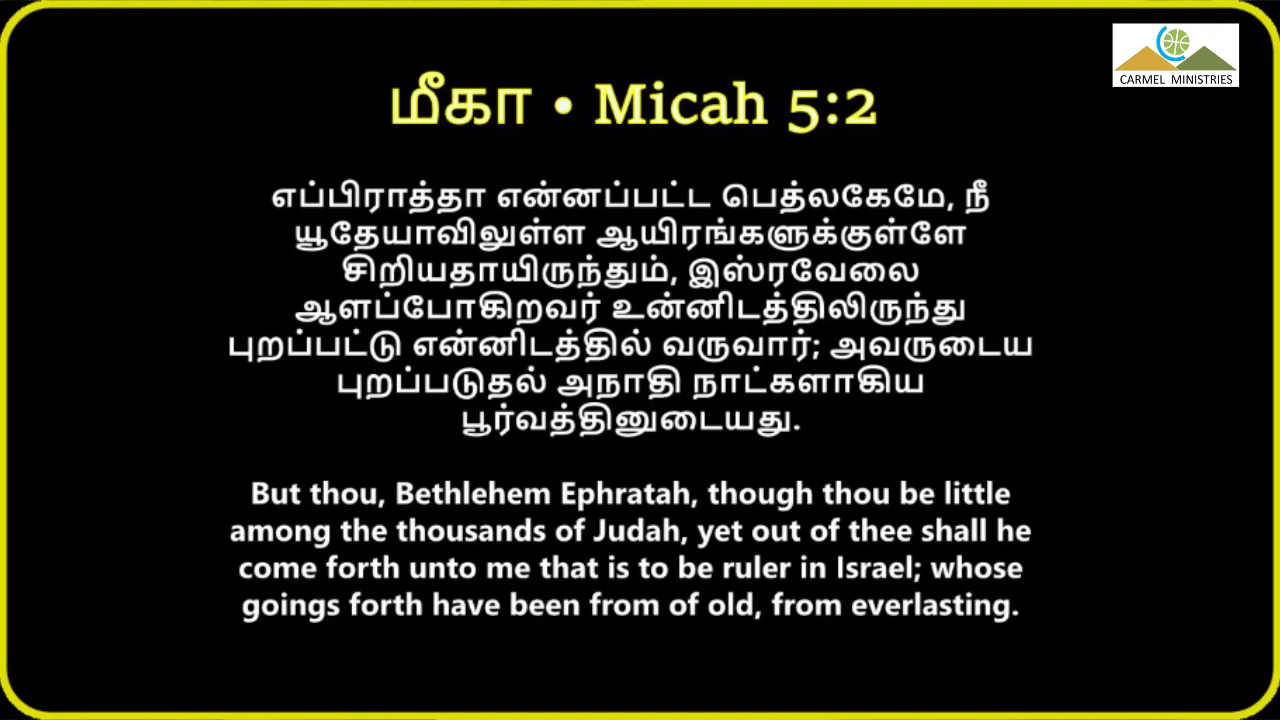 CARMEL MINISTRIES
மீகா • Micah 5:2
எப்பிராத்தா என்னப்பட்ட பெத்லகேமே, நீ
யூதேயாவிலுள்ள ஆயிரங்களுக்குள்ளே
சிறியதாயிருந்தும், இஸ்ரவேலை
ஆளப்போகிறவர் உன்னிடத்திலிருந்து
புறப்பட்டு என்னிடத்தில் வருவார்; அவருடைய
புறப்படுதல் அநாதி நாட்களாகிய
பூர்வத்தினுடையது.
But thou, Bethlehem Ephratah, though thou be little
among the thousands of Judah, yet out of thee shall he
come forth unto me that is to be ruler in Israel; whose
goings forth have been from of old, from everlasting.